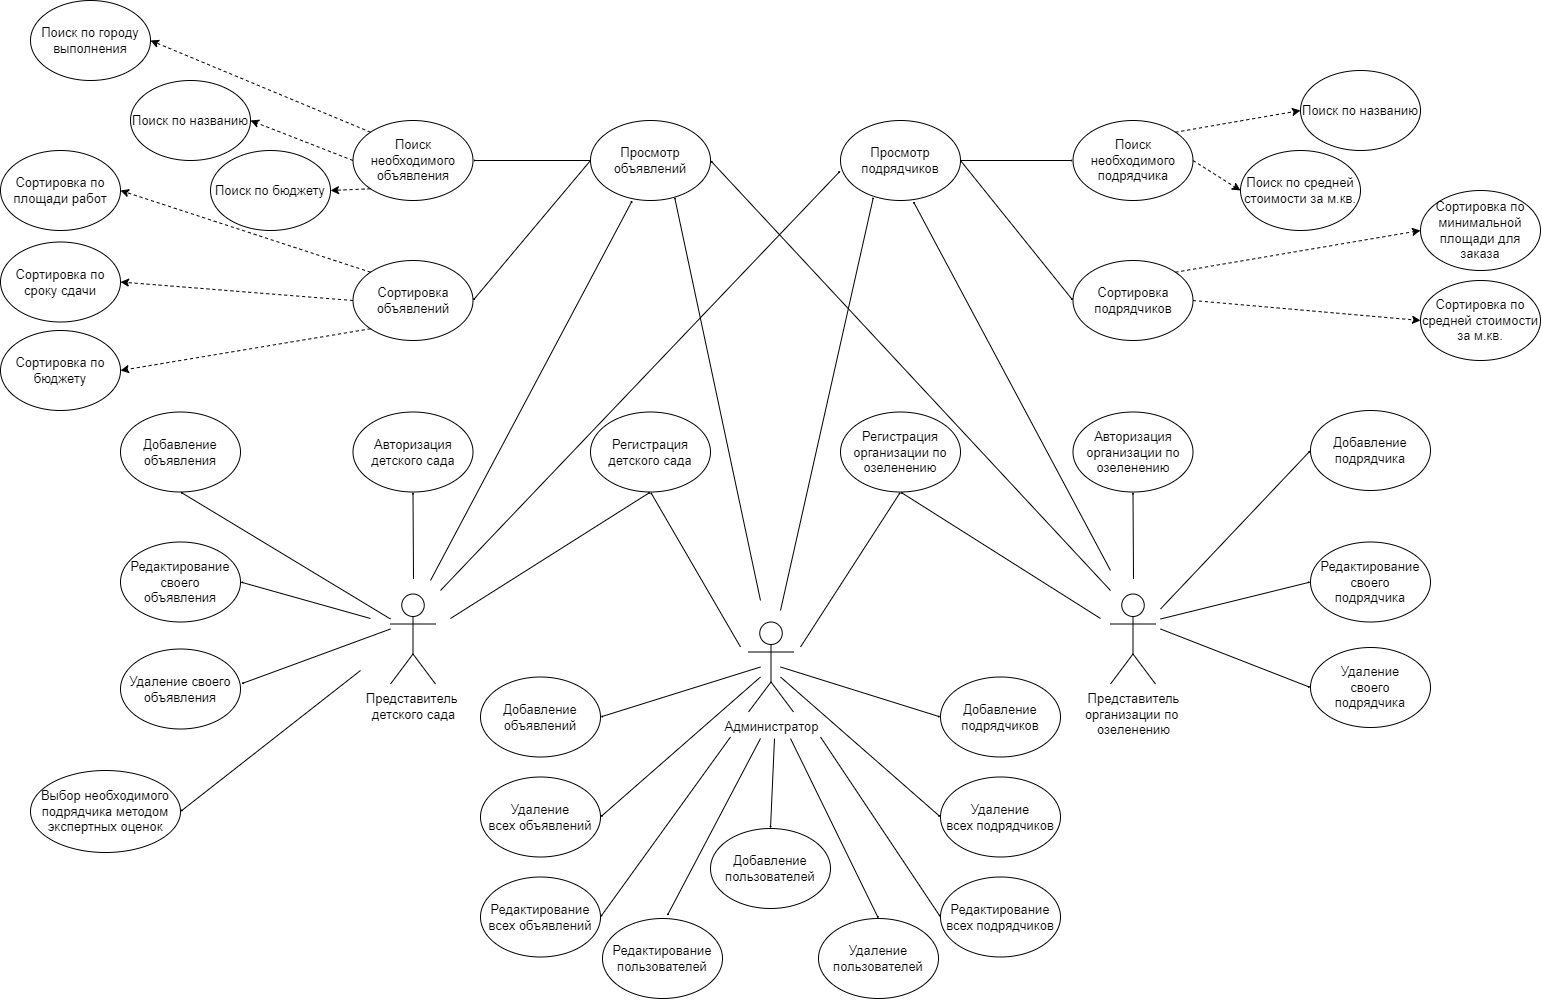 Поиск по городу
выполнения
Поиск по названию
Поиск по бюджету
Поиск
необходимого
объявления
Просмотр
объявлений
Просмотр
подрядчиков
Поиск
необходимого
подрядчика
Поиск по названию
Поиск по средней
стоимости за м.кв.
Сортировка по
площади работ
Сортировка по
сроку сдачи
Сортировка по
бюджету
Сортировка
объявлений
Сортировка
подрядчиков
Сортировка по
минимальной
площади для
заказа
Сортировка по
средней стоимости
за м.кв.
Добавление
объявления
Авторизация
детского сада
Регистрация
детского сада
Регистрация
организации по
озеленению
Авторизация
организации по
озеленению
Добавление
подрядчика
Редактирование
своего
объявления
Редактирование
своего
подрядчика
Удаление своего
объявления
Представитель
детского сада
Администратор
Представитель
организации по
озеленению
Удаление
своего
подрядчика
Выбор необходимого
подрядчика методом
экспертных оценок
Добавление
объявлений
Добавление
подрядчиков
Удаление
всех объявлений
Удаление
всех подрядчиков
Добавление
пользователей
Редактирование
всех объявлений
Редактирование
всех подрядчиков
Редактирование
пользователей
Удаление
пользователей